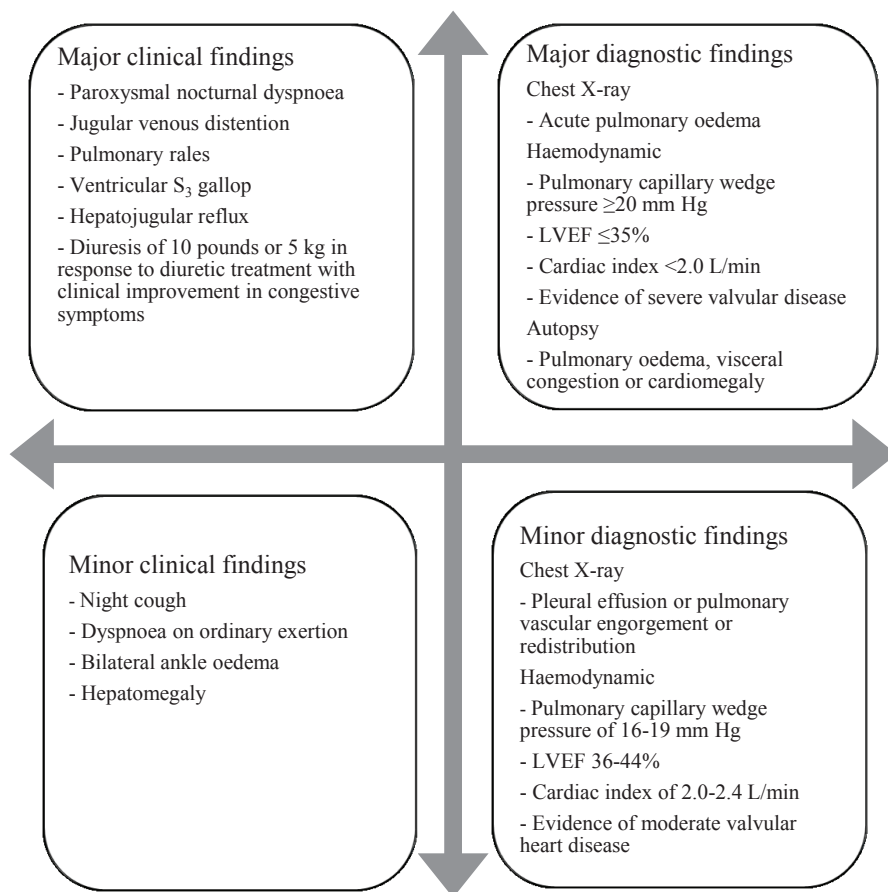 Major clinical findings
- Paroxysmal nocturnal dyspnoea
- Jugular venous distention
- Pulmonary rales
- Ventricular S₃ gallop
- Hepatojugular reflux
- Diuresis of 10 pounds or 5 kg in
response to diuretic treatment with
clinical improvement in congestive
symptoms
Major diagnostic findings
Chest X-ray
- Acute pulmonary oedema
Haemodynamic
- Pulmonary capillary wedge
pressure ≥20 mm Hg
- LVEF ≤35%
- Cardiac index <2.0 L/min
- Evidence of severe valvular disease
Autopsy
- Pulmonary oedema, visceral
congestion or cardiomegaly
Minor clinical findings
- Night cough
- Dyspnoea on ordinary exertion
- Bilateral ankle oedema
- Hepatomegaly
Minor diagnostic findings
Chest X-ray
- Pleural effusion or pulmonary
vascular engorgement or
redistribution
Haemodynamic
- Pulmonary capillary wedge
pressure of 16-19 mm Hg
- LVEF 36-44%
- Cardiac index of 2.0-2.4 L/min
- Evidence of moderate valvular
heart disease